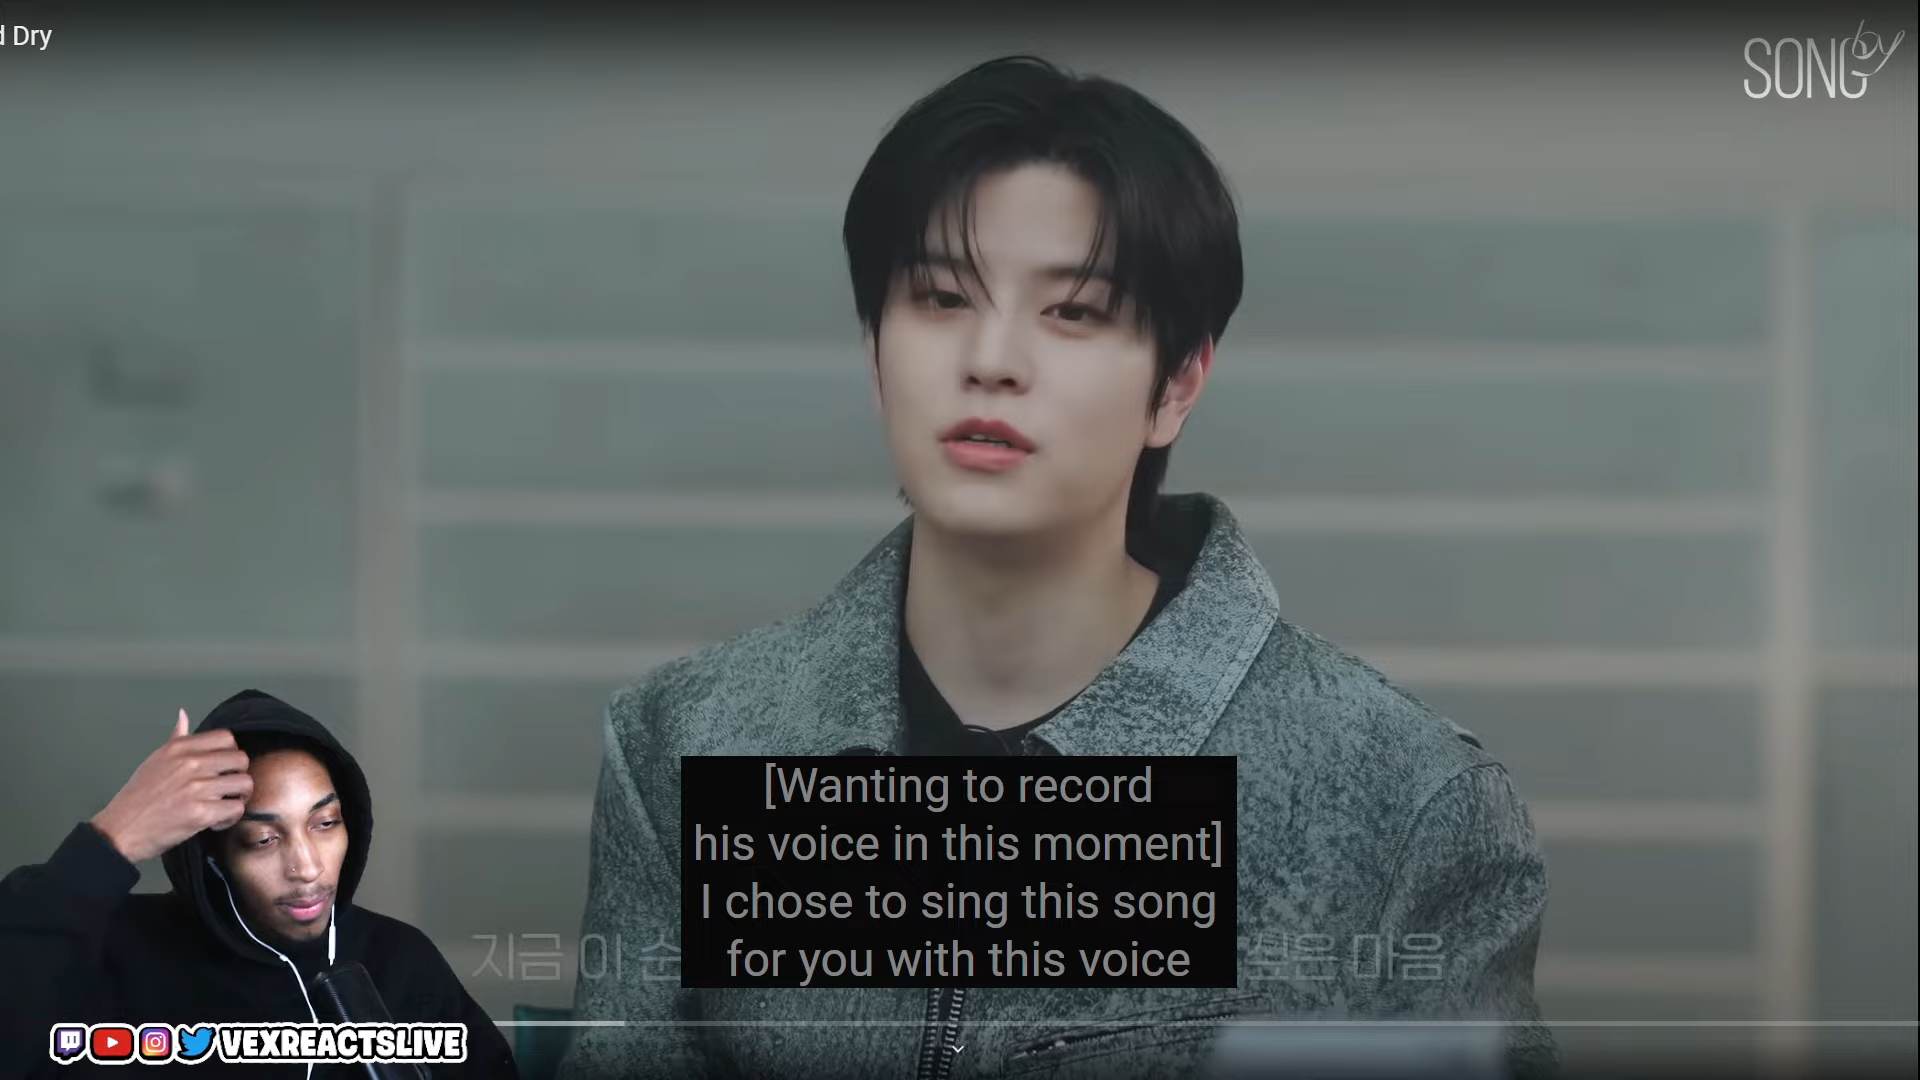 d Dry
SONG by
[Wanting to record
his voice in this moment]
I chose to sing this song
for you with this voice
지금 이 순 싶은 마음
VEXREACTSLIVE